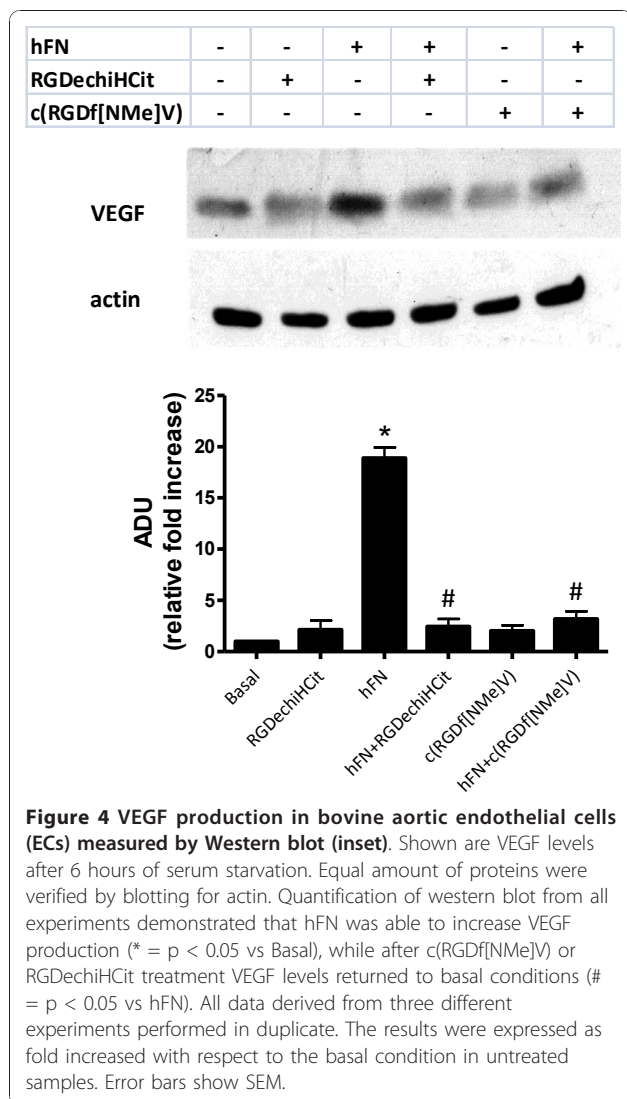 hFN - - + + - +
RGDechiHCit - + - + - -
c(RGDf[NMe]V) - - - - + +
VEGF
actin
ADU
(relative fold increase)
25
20
15
10
5
0
*
#
#
Basal
RGDechiHCit
hFN
hFN+RGDechiHCit
c(RGDf[NMe]V)
hFN+c(RGDf[NMe]V)
Figure 4 VEGF production in bovine aortic endothelial cells
(ECs) measured by Western blot (inset). Shown are VEGF levels
after 6 hours of serum starvation. Equal amount of proteins were
verified by blotting for actin. Quantification of western blot from all
experiments demonstrated that hFN was able to increase VEGF
production (* = p < 0.05 vs Basal), while after c(RGDf[NMe]V) or
RGDechiHCit treatment VEGF levels returned to basal conditions (#
= p < 0.05 vs hFN). All data derived from three different
experiments performed in duplicate. The results were expressed as
fold increased with respect to the basal condition in untreated
samples. Error bars show SEM.